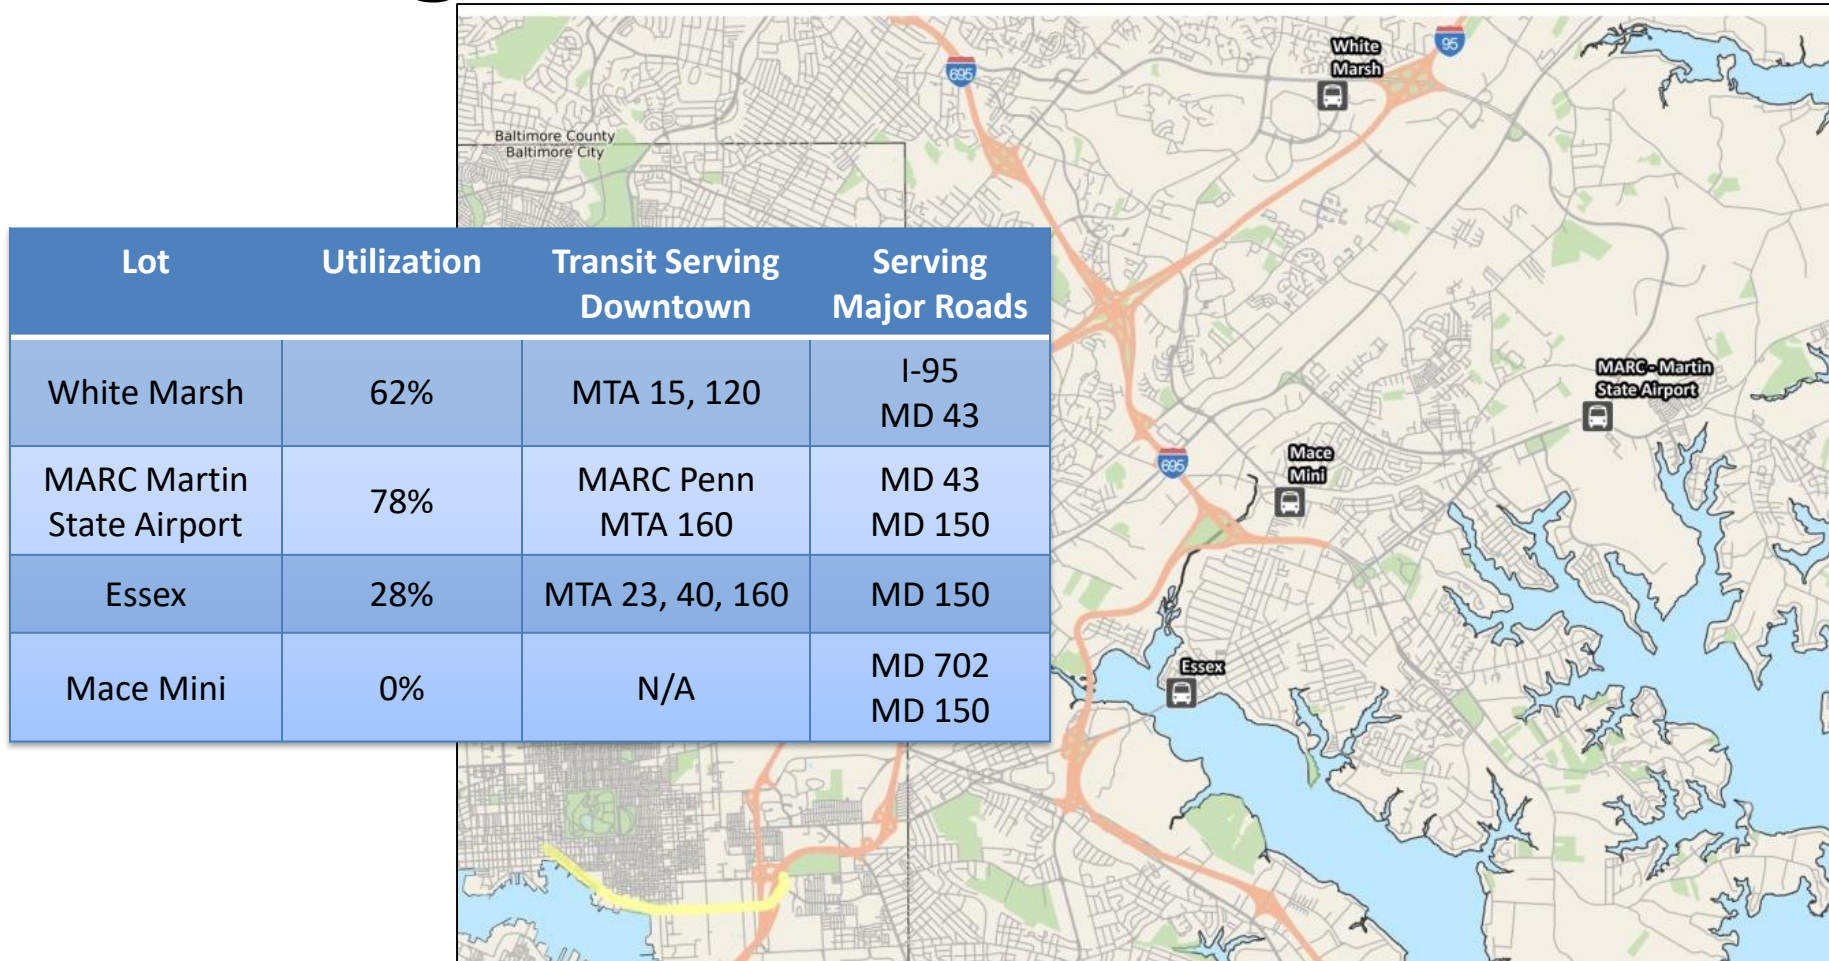 Lot
Utilization
Transit Serving
Downtown
Serving
Major Roads
White Marsh
62%
MTA 15, 120
I-95
MD 43
MARC Martin
State Airport
78%
MARC Penn
MTA 160
MD 43
MD 150
Essex
28%
MTA 23, 40, 160
MD 150
Mace Mini
0%
N/A
MD 702
MD 150
Baltimore County
Baltimore City
695
White
Marsh
95
MARC - Martin
State Airport
Mace
Mini
695
Essex